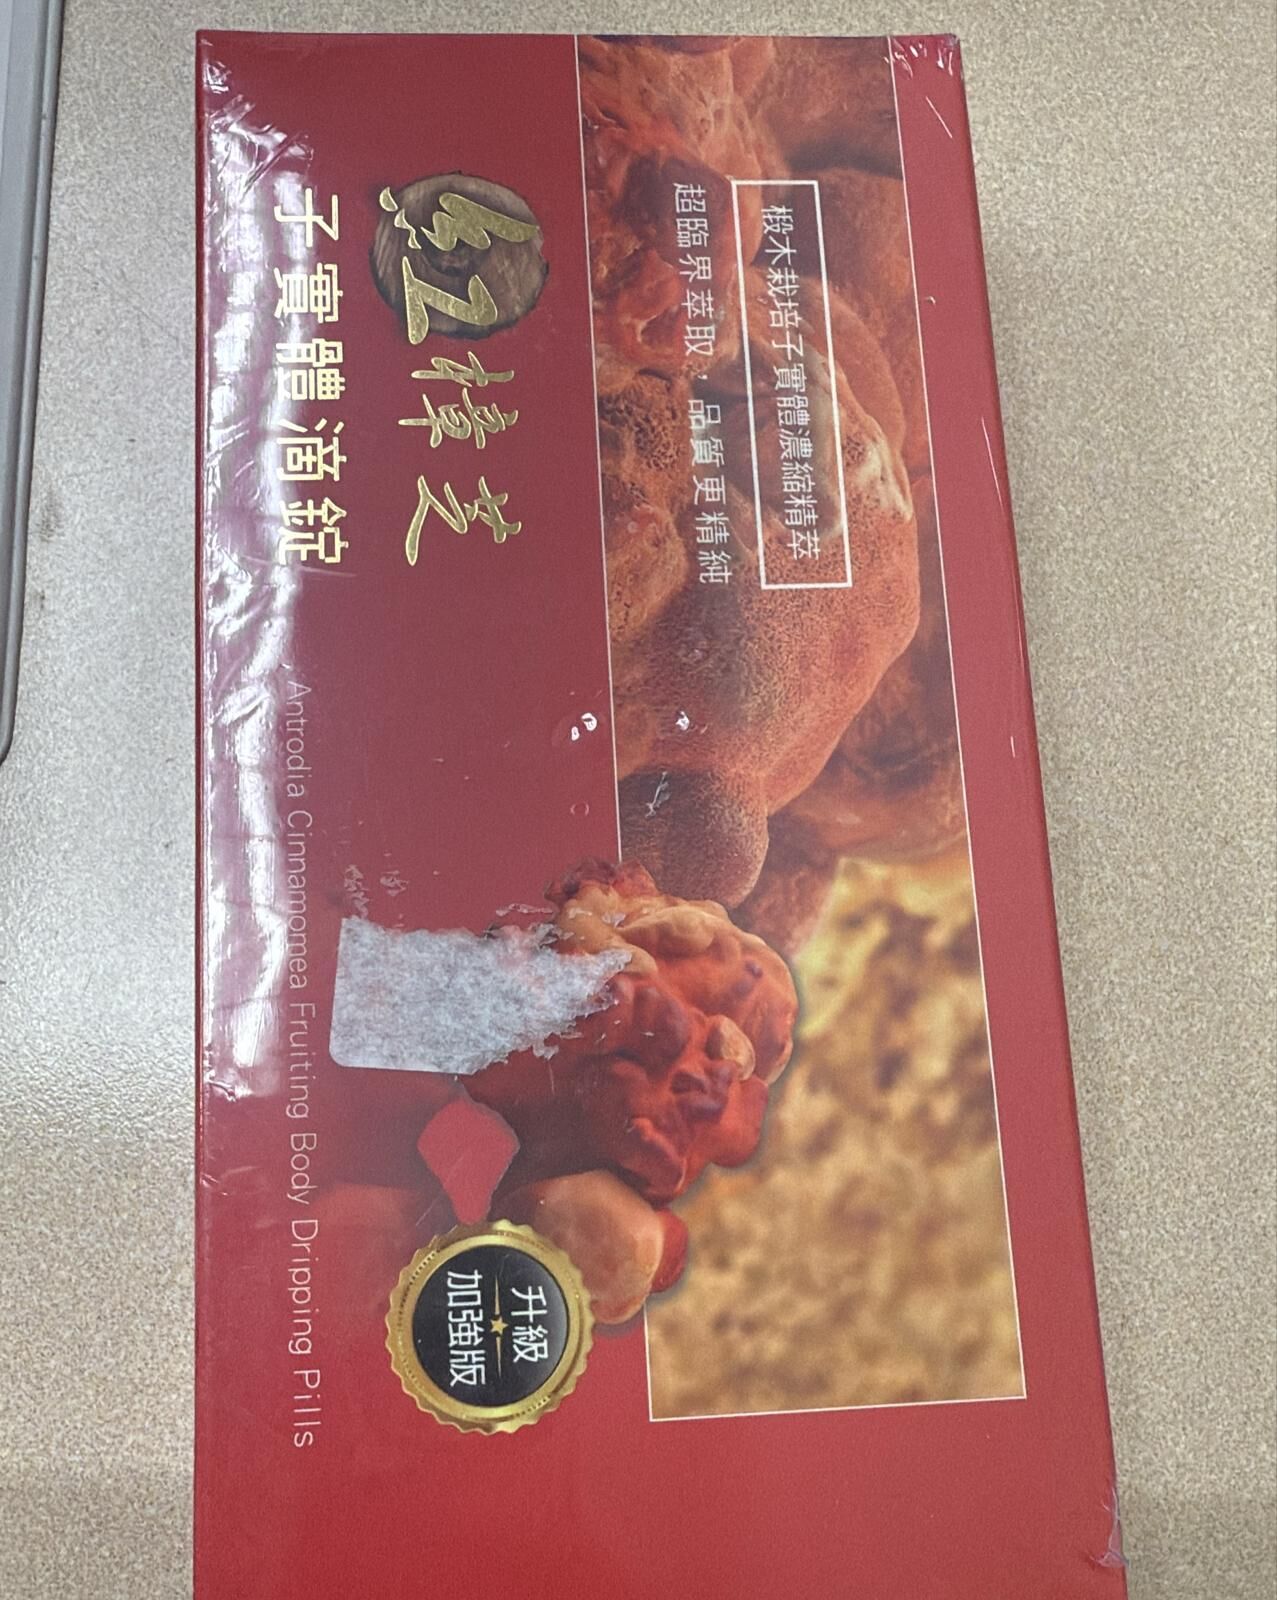 椴木栽培子實體濃縮精萃
超臨界萃取，品質更精純
紅樟芝
子實體滴錠
Antrodia Cinnamomea Fruiting Body Dripping Pills
升級
加強版